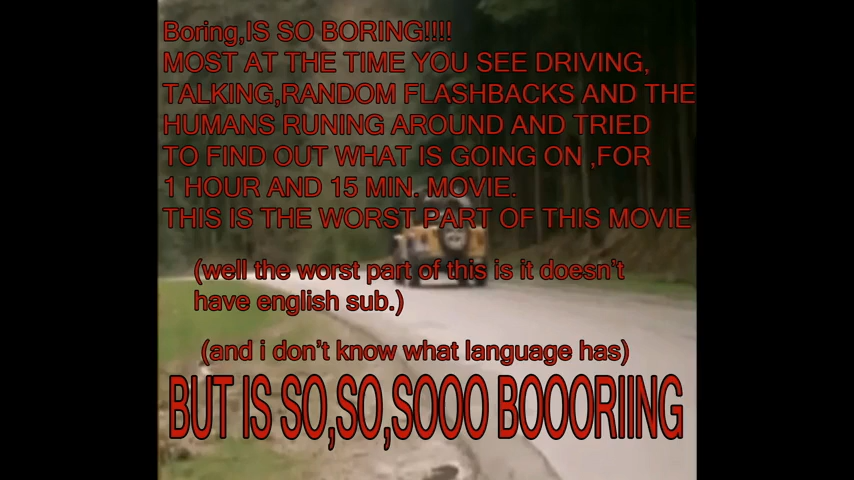 Boring,IS SO BORING!!!!
MOST AT THE TIME YOU SEE DRIVING,
TALKING,RANDOM FLASHBACKS AND THE
HUMANS RUNING AROUND AND TRIED
TO FIND OUT WHAT IS GOING ON ,FOR
1 HOUR AND 15 MIN. MOVIE.
THIS IS THE WORST PART OF THIS MOVIE
(well the worst part of this is it doesn't
have english sub.)
(and i don't know what language has)
BUT IS SO,SO,SOOO BOOORIING